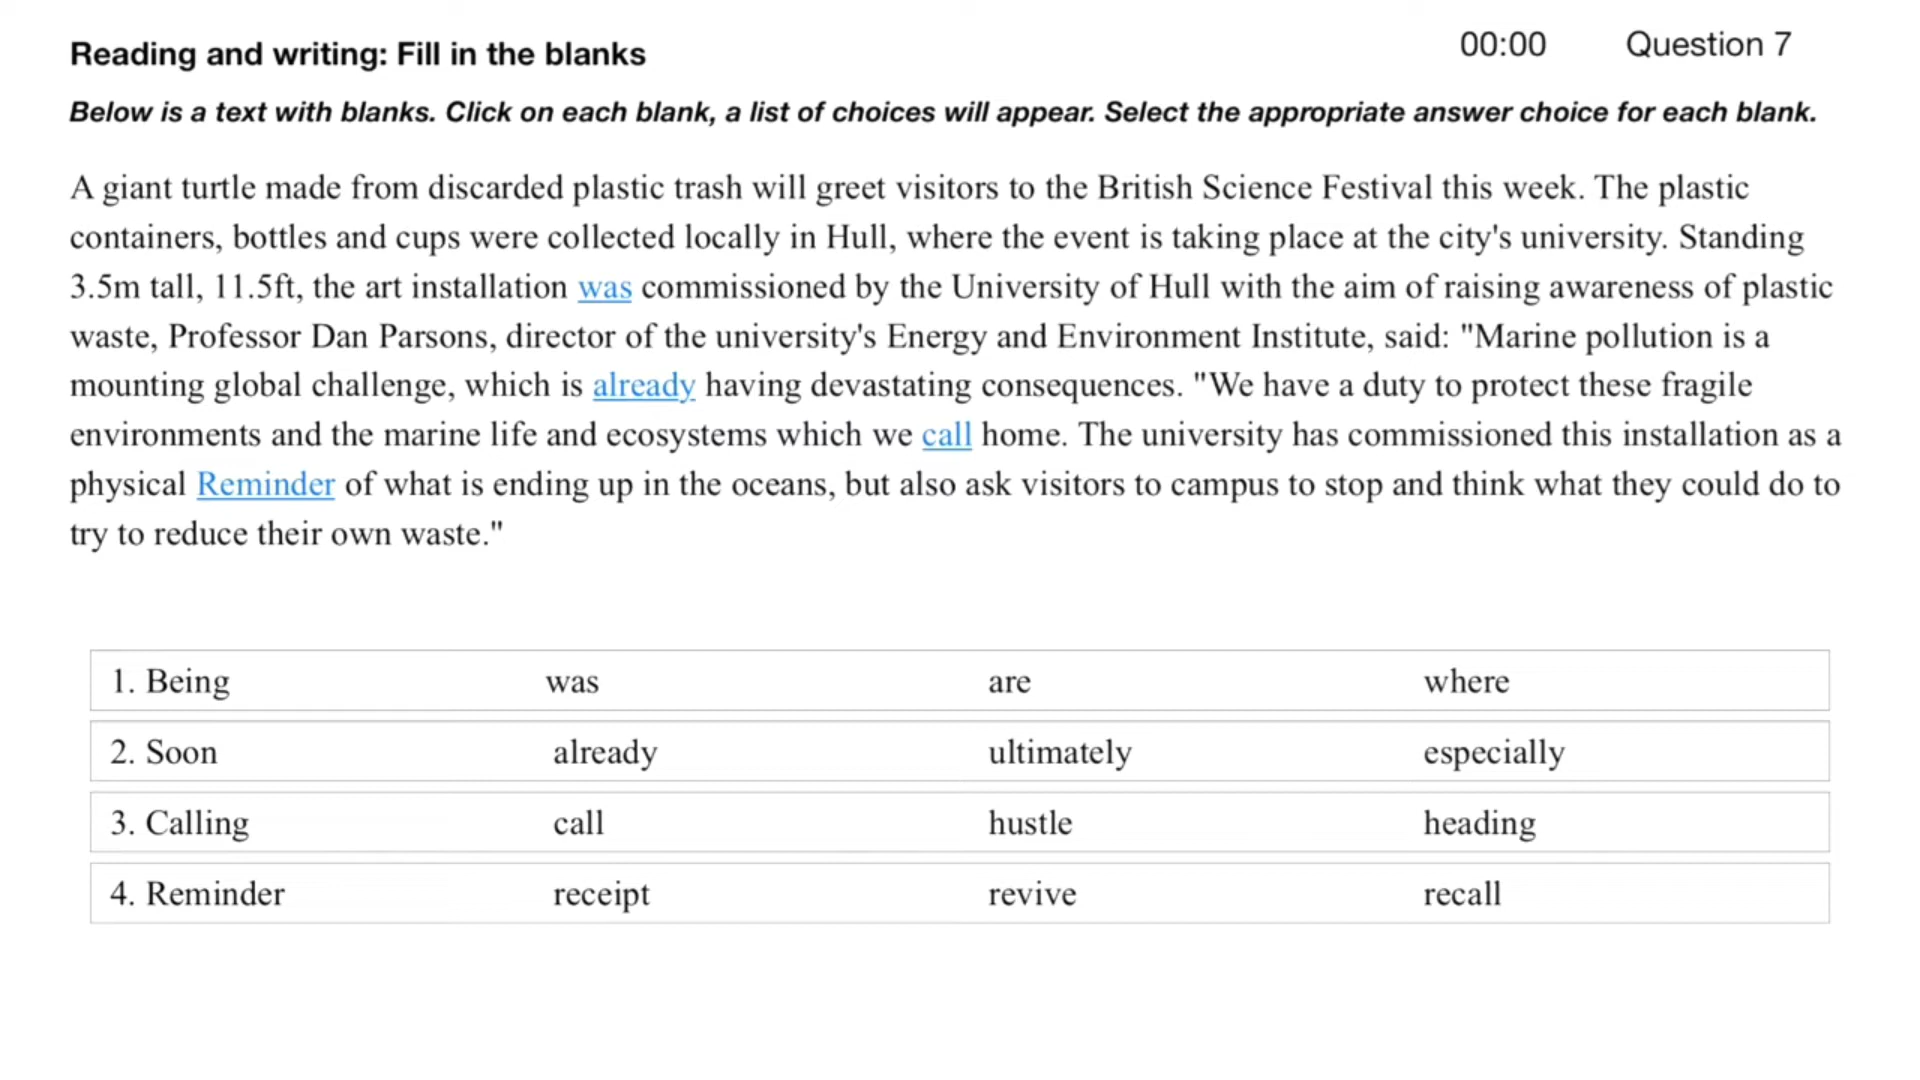 Reading and writing: Fill in the blanks
00:00 Question 7
Below is a text with blanks. Click on each blank, a list of choices will appear. Select the appropriate answer choice for each blank.
A giant turtle made from discarded plastic trash will greet visitors to the British Science Festival this week. The plastic
containers, bottles and cups were collected locally in Hull, where the event is taking place at the city's university. Standing
3.5m tall, 11.5ft, the art installation was commissioned by the University of Hull with the aim of raising awareness of plastic
waste, Professor Dan Parsons, director of the university's Energy and Environment Institute, said: "Marine pollution is a
mounting global challenge, which is already having devastating consequences. "We have a duty to protect these fragile
environments and the marine life and ecosystems which we call home. The university has commissioned this installation as a
physical Reminder of what is ending up in the oceans, but also ask visitors to campus to stop and think what they could do to
try to reduce their own waste."
1. Being was are where
2. Soon already ultimately especially
3. Calling call hustle heading
4. Reminder receipt revive recall